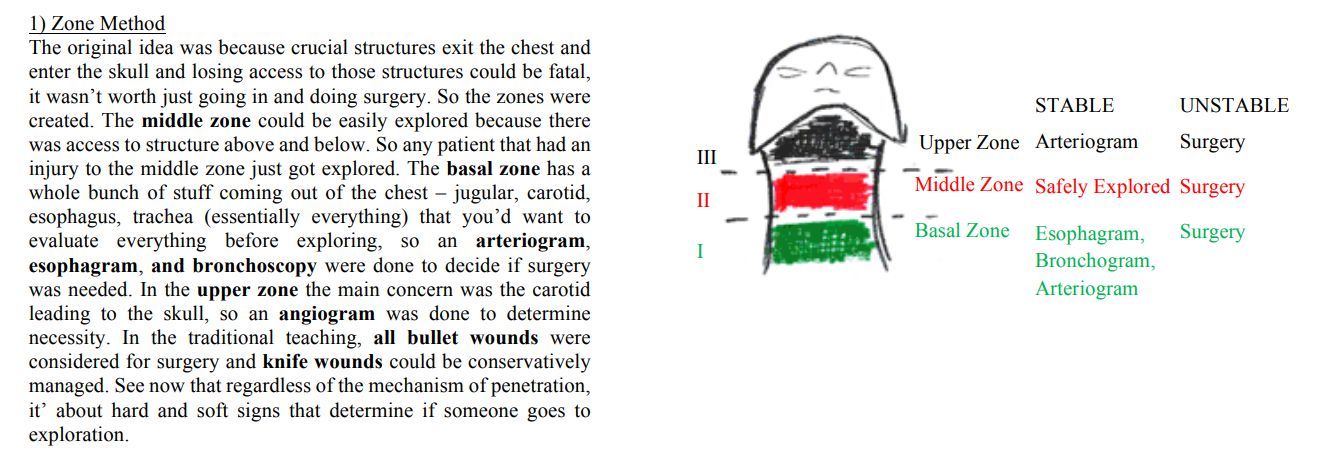 1) Zone Method
The original idea was because crucial structures exit the chest and
enter the skull and losing access to those structures could be fatal,
it wasn’t worth just going in and doing surgery. So the zones were
created. The middle zone could be easily explored because there
was access to structure above and below. So any patient that had an
injury to the middle zone just got explored. The basal zone has a
whole bunch of stuff coming out of the chest – jugular, carotid,
esophagus, trachea (essentially everything) that you’d want to
evaluate everything before exploring, so an arteriogram,
esophagram, and bronchoscopy were done to decide if surgery
was needed. In the upper zone the main concern was the carotid
leading to the skull, so an angiogram was done to determine
necessity. In the traditional teaching, all bullet wounds were
considered for surgery and knife wounds could be conservatively
managed. See now that regardless of the mechanism of penetration,
it’ about hard and soft signs that determine if someone goes to
exploration.
STABLE UNSTABLE
III Upper Zone Arteriogram Surgery
II Middle Zone Safely Explored Surgery
I Basal Zone Esophagram, Surgery
Bronchogram,
Arteriogram